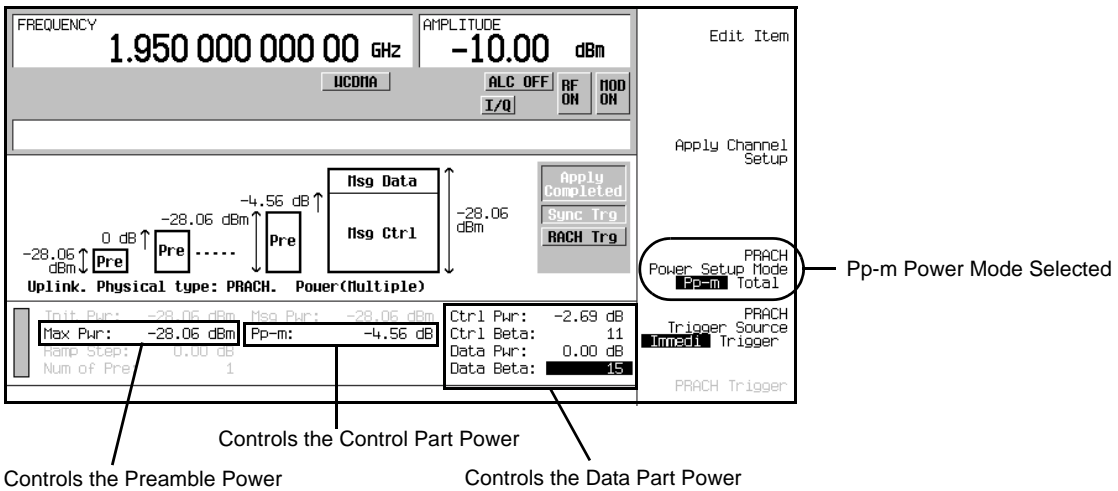 FREQUENCY
1.950 000 000 00 GHz
AMPLITUDE
-10.00 dBm
WCDMA
ALC OFF
I/Q
RF ON
MOD ON
Edit Item
Apply Channel
Setup
Msg Data
Msg Ctrl
-4.56 dB
-28.06 dBm
0 dB
-28.06
dBm
Pre
Pre
.....
Pre
-28.06
dBm
Apply
Completed
Sync Trg
RACH Trg
Uplink. Physical type: PRACH. Power(Multiple)
PRACH
Power Setup Mode
Pp-m Total
Pp-m Power Mode Selected
PRACH
Trigger Source
Immedi Trigger
PRACH Trigger
Init Pwr: -28.06 dBm Msg Pwr: -28.06 dBm
Max Pwr: -28.06 dBm Pp-m: -4.56 dB
Ramp Step: 0.00 dB
Num of Pre 1
Ctrl Pwr: -2.69 dB
Ctrl Beta: 11
Data Pwr: 0.00 dB
Data Beta: 15
Controls the Control Part Power
Controls the Preamble Power
Controls the Data Part Power